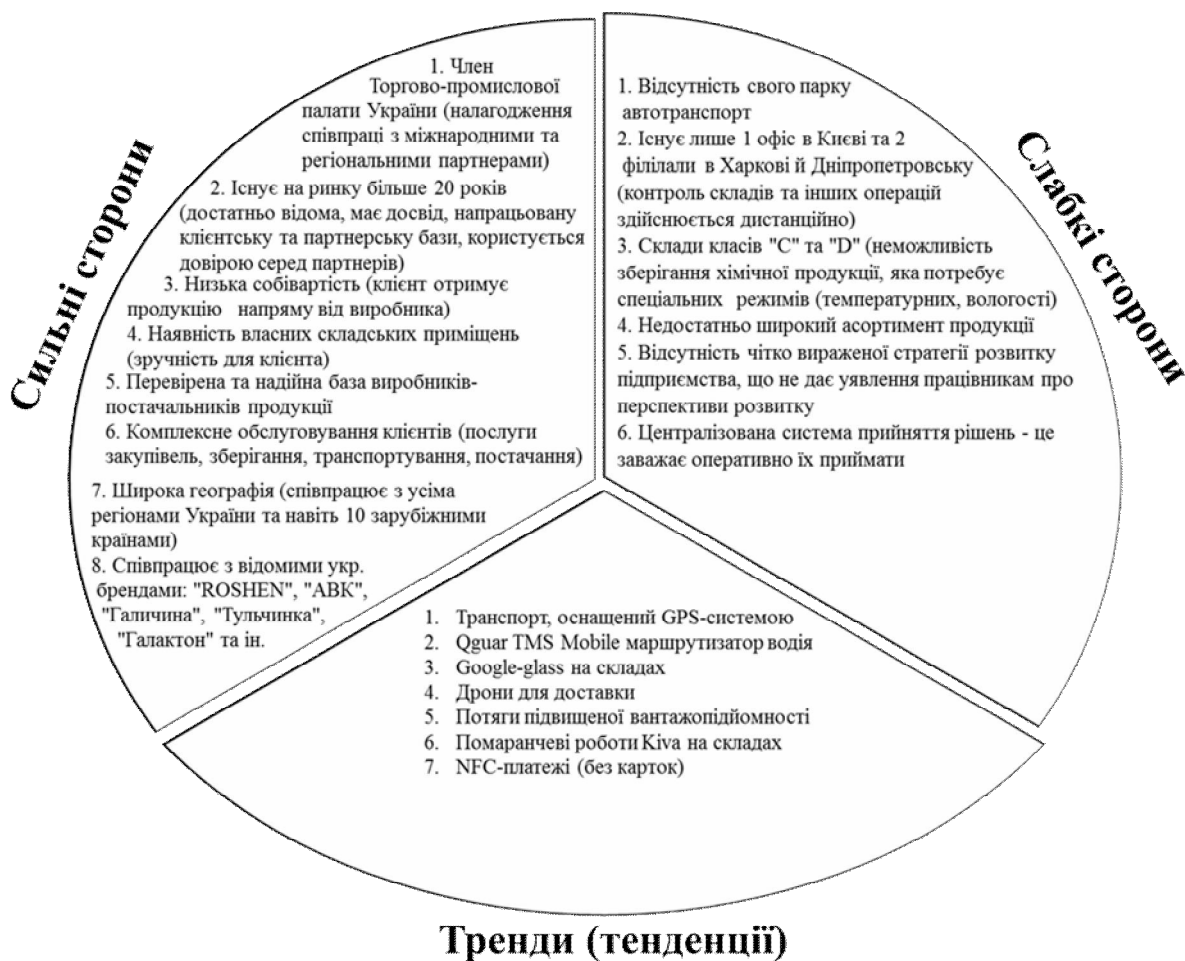 Сильні сторони
1. Член
Торгово-промислової
палати України (налагодження
співпраці з міжнародними та
регіональними партнерами)
2. Існує на ринку більше 20 років
(достатньо відома, має досвід, напрацьовану
клієнтську та партнерську бази, користується
довірою серед партнерів)
3. Низька собівартість (клієнт отримує
продукцію напряму від виробника)
4. Наявність власних складських приміщень
(зручність для клієнта)
5. Перевірена та надійна база виробників-
постачальників продукції
6. Комплексне обслуговування клієнтів (послуги
закупівель, зберігання, транспортування, постачання)
7. Широка географія (співпрацює з усіма
регіонами України та навіть 10 зарубіжними
країнами)
8. Співпрацює з відомими укр.
брендами: "ROSHEN", "АВК",
"Галичина", "Тульчинка",
"Галактон" та ін.
Слабкі сторони
1. Відсутність свого парку
автотранспорт
2. Існує лише 1 офіс в Києві та 2
філілали в Харкові й Дніпропетровську
(контроль складів та інших операцій
здійснюється дистанційно)
3. Склади класів "С" та "D" (неможливість
зберігання хімічної продукції, яка потребує
спеціальних режимів (температурних, вологості)
4. Недостатньо широкий асортимент продукції
5. Відсутність чітко вираженої стратегії розвитку
підприємства, що не дає уявлення працівникам про
перспективи розвитку
6. Централізована система прийняття рішень - це
заважає оперативно їх приймати
1. Транспорт, оснащений GPS-системою
2. Qguar TMS Mobile маршрутизатор водія
3. Google-glass на складах
4. Дрони для доставки
5. Потяги підвищеної вантажопідйомності
6. Помаранчеві роботи Kiva на складах
7. NFC-платежі (без карток)
Тренди (тенденції)